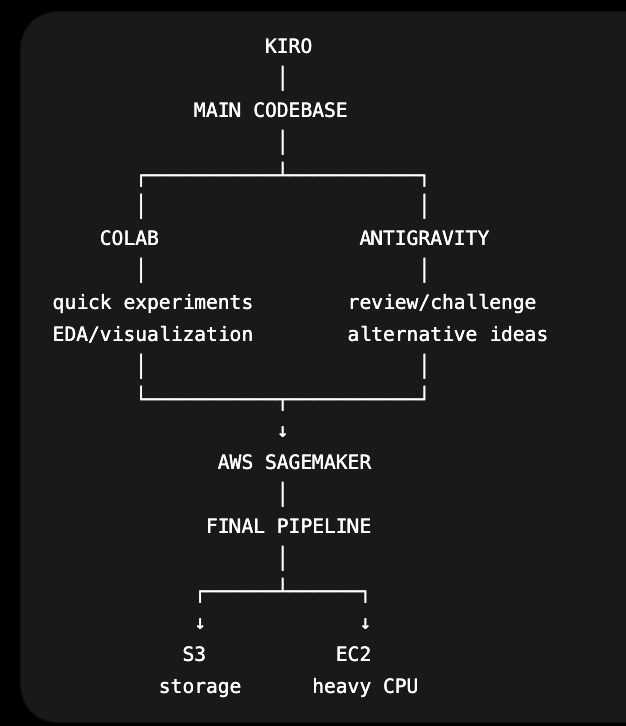 KIRO
MAIN CODEBASE
COLAB ANTIGRAVITY
quick experiments review/challenge
EDA/visualization alternative ideas
↓
AWS SAGEMAKER
FINAL PIPELINE
↓ ↓
S3 EC2
storage heavy CPU